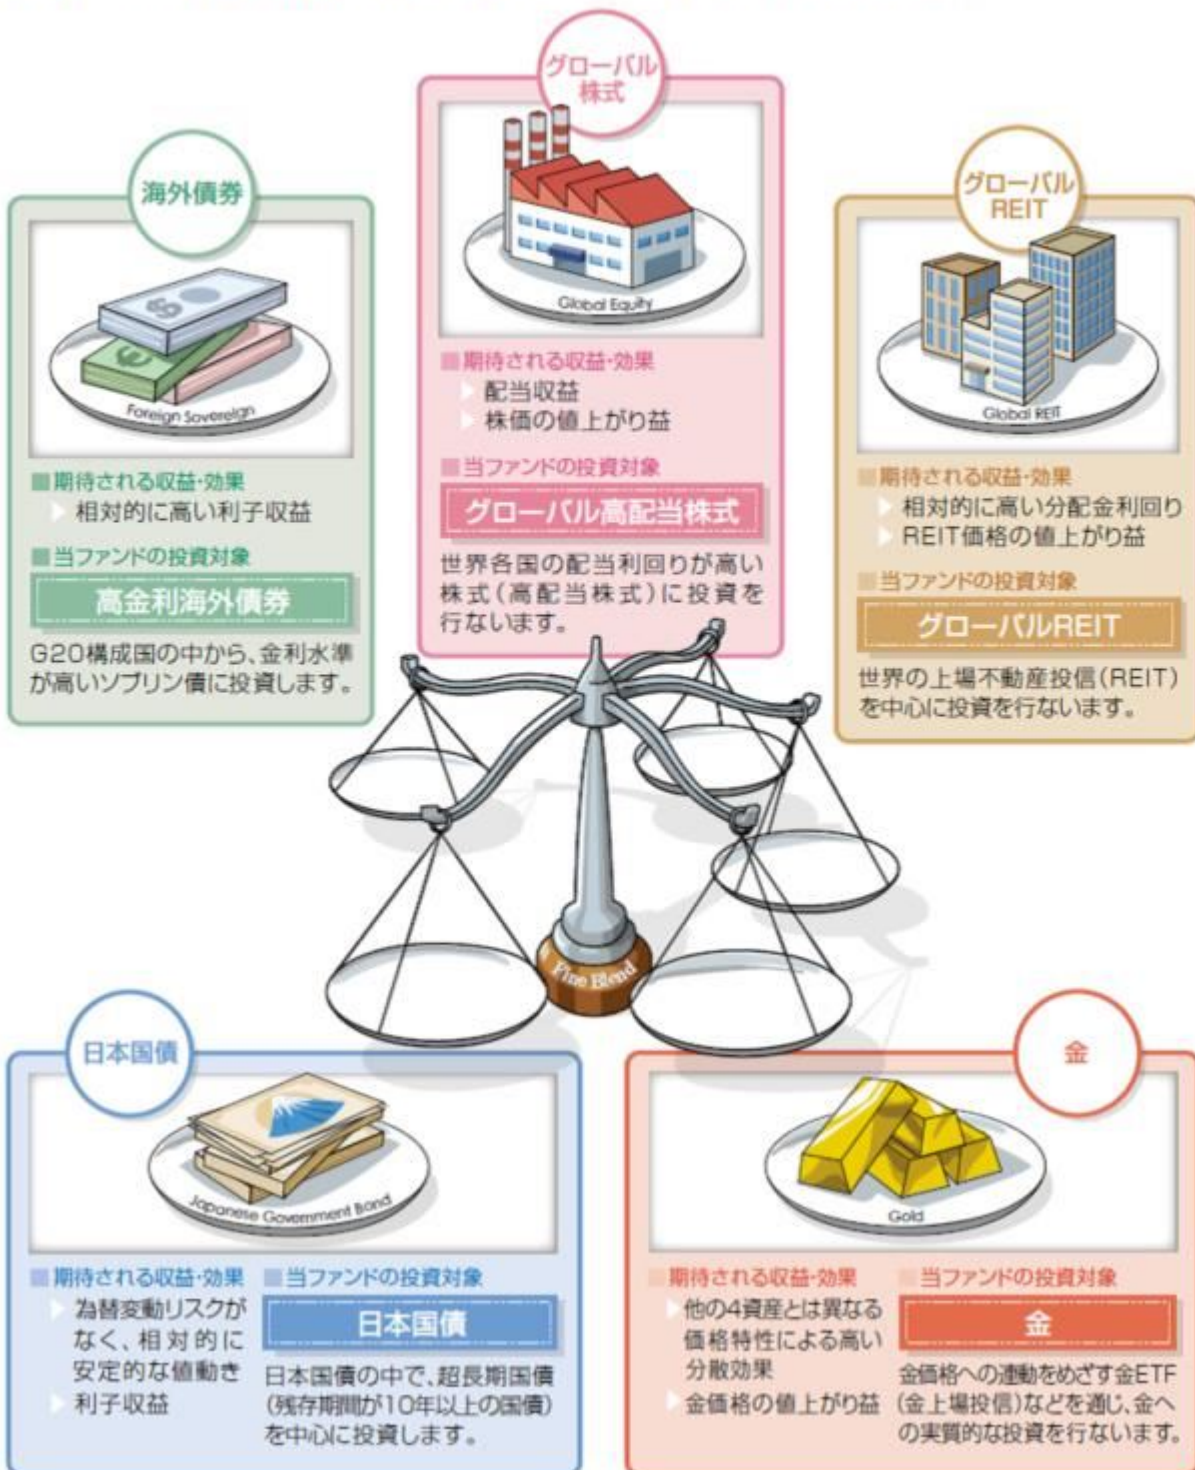 グローバル
株式
Global Equity
■期待される収益・効果
配当収益
株価の値上がり益
■当ファンドの投資対象
グローバル高配当株式
世界各国の配当利回りが高い
株式(高配当株式)に投資を
行ないます。
海外債券
Foreign Sovereign
■期待される収益・効果
相対的に高い利子収益
■当ファンドの投資対象
高金利海外債券
G20構成国の中から、金利水準
が高いソブリン債に投資します。
グローバル
REIT
Global REIT
■期待される収益・効果
相対的に高い分配金利回り
REIT価格の値上がり益
■当ファンドの投資対象
グローバルREIT
世界の上場不動産投信(REIT)
を中心に投資を行ないます。
Fine Blend
日本国債
Japanese Government Bond
■期待される収益・効果
為替変動リスクが
なく、相対的に
安定的な値動き
利子収益
■当ファンドの投資対象
日本国債
日本国債の中で、超長期国債
(残存期間が10年以上の国債)
を中心に投資します。
金
Gold
■期待される収益・効果
他の4資産とは異なる
価格特性による高い
分散効果
金価格の値上がり益
■当ファンドの投資対象
金
金価格への連動をめざす金ETF
(金上場投信)などを通じ、金へ
の実質的な投資を行ないます。